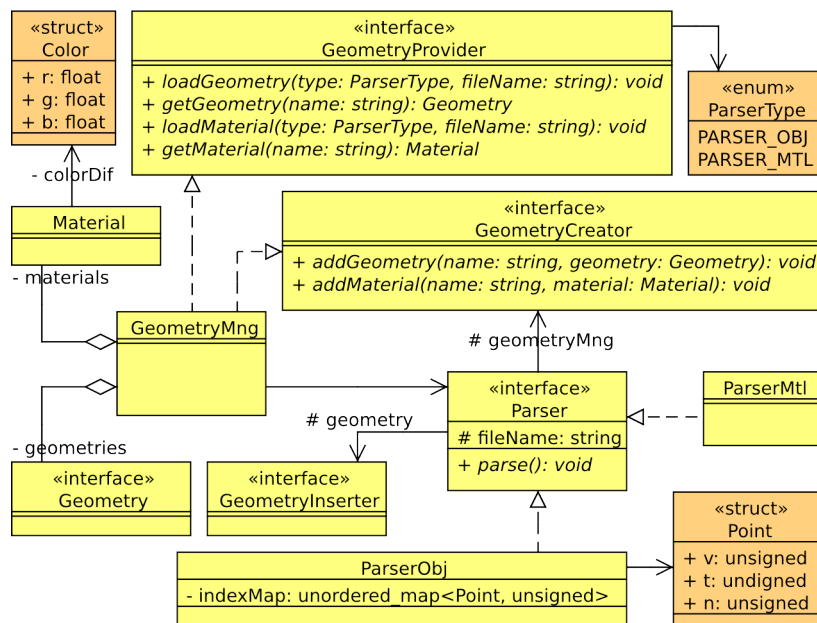 «struct»
Color
+ r: float
+ g: float
+ b: float
«interface»
GeometryProvider
+ loadGeometry(type: ParserType, fileName: string): void
+ getGeometry(name: string): Geometry
+ loadMaterial(type: ParserType, fileName: string): void
+ getMaterial(name: string): Material
«enum»
ParserType
PARSER_OBJ
PARSER_MTL
- colorDif
Material
- materials
«interface»
GeometryCreator
+ addGeometry(name: string, geometry: Geometry): void
+ addMaterial(name: string, material: Material): void
GeometryMng
# geometryMng
«interface»
Parser
# fileName: string
+ parse(): void
ParserMtl
# geometry
- geometries
«interface»
Geometry
«interface»
GeometryInserter
«struct»
Point
+ v: unsigned
+ t: undigned
+ n: unsigned
ParserObj
- indexMap: unordered_map<Point, unsigned>